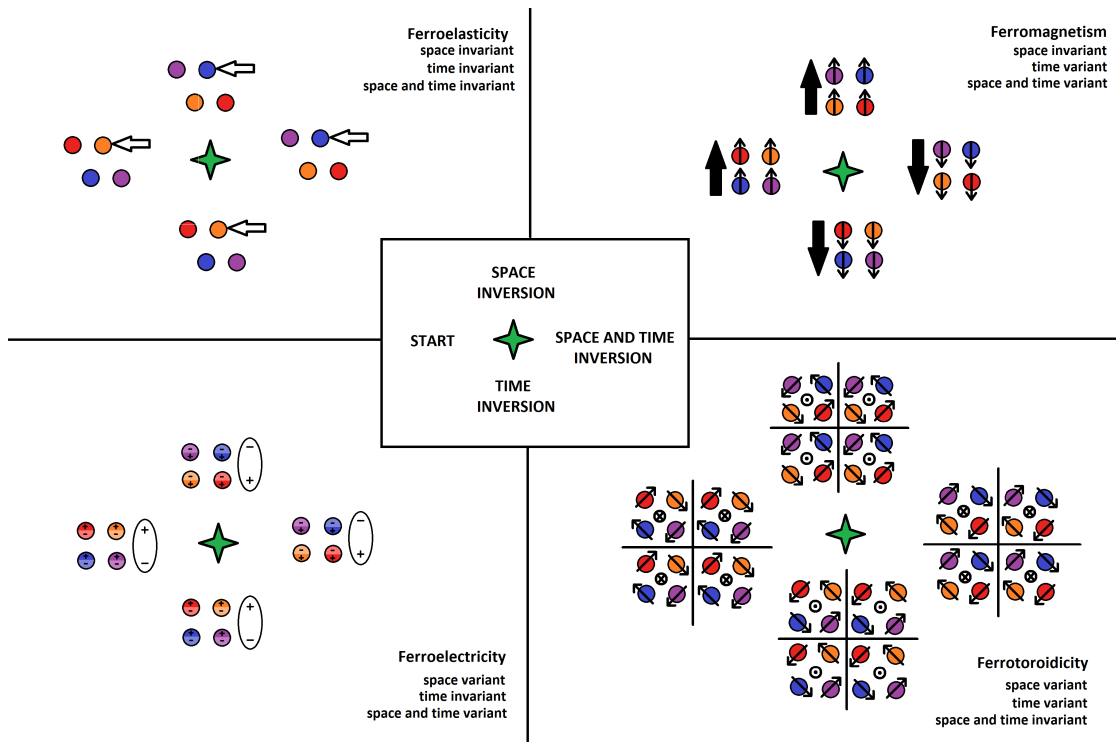 Ferroelasticity
space invariant
time invariant
space and time invariant
Ferromagnetism
space invariant
time variant
space and time variant
SPACE
INVERSION
START
SPACE AND TIME
INVERSION
TIME
INVERSION
Ferroelectricity
space variant
time invariant
space and time variant
Ferrotoroidicity
space variant
time variant
space and time invariant